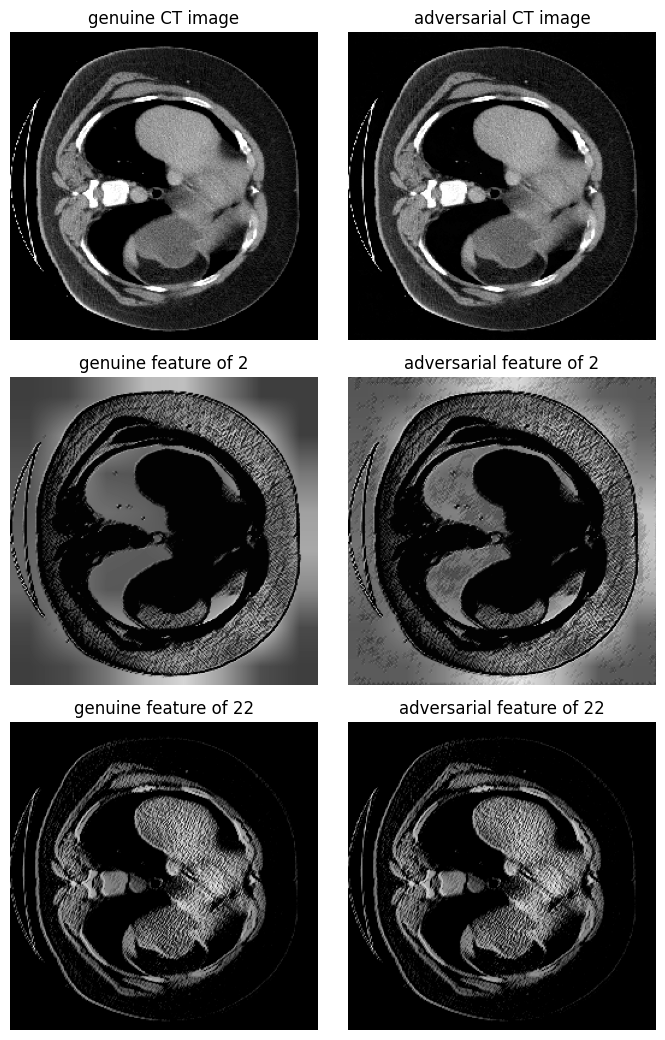 genuine CT image
adversarial CT image
genuine feature of 2
adversarial feature of 2
genuine feature of 22
adversarial feature of 22